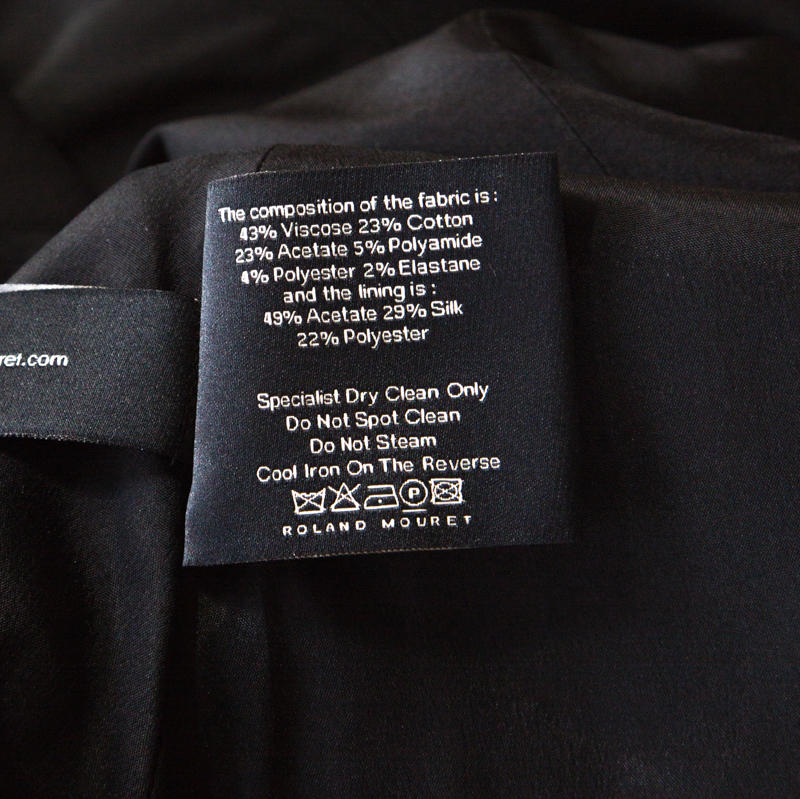 The composition of the fabric is:
43% Viscose 23% Cotton
23% Acetate 5% Polyamide
4% Polyester 2% Elastane
and the lining is:
49% Acetate 29% Silk
22% Polyester
ret.com
Specialist Dry Clean Only
Do Not Spot Clean
Do Not Steam
Cool Iron On The Reverse
P
ROLAND MOURET